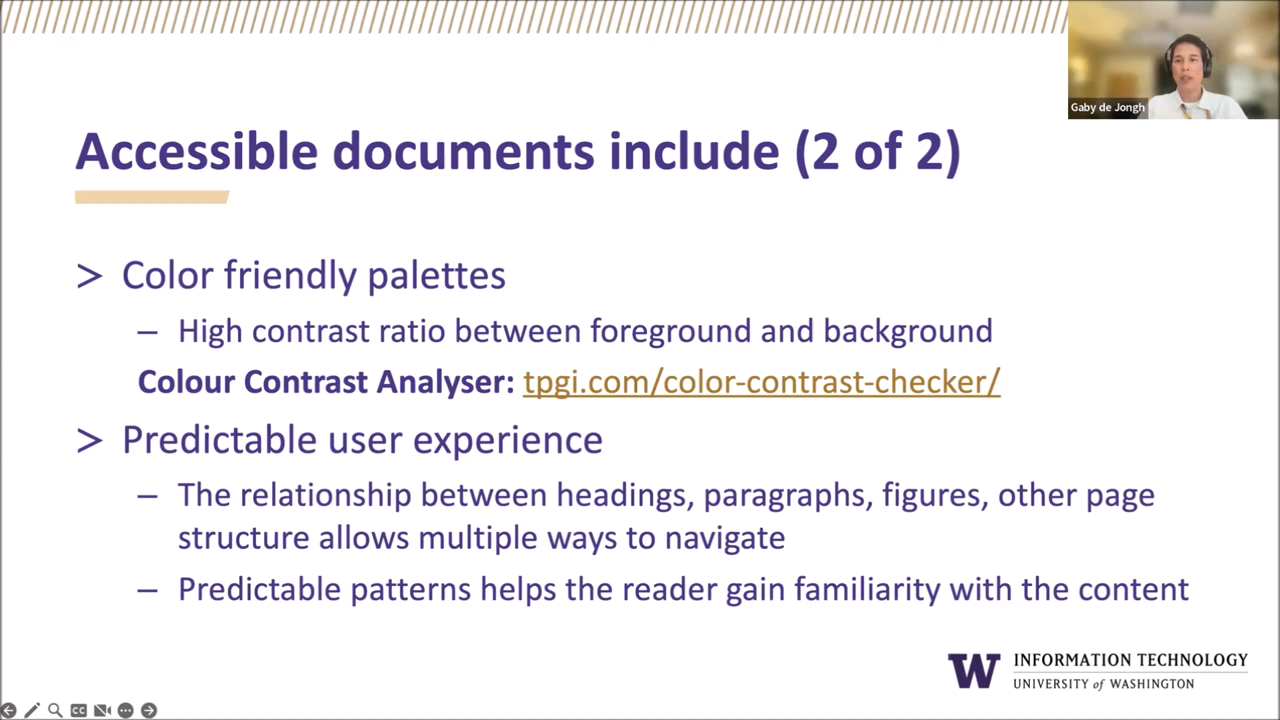 Gaby de Jongh
Accessible documents include (2 of 2)
> Color friendly palettes
– High contrast ratio between foreground and background
Colour Contrast Analyser: tpgi.com/color-contrast-checker/
> Predictable user experience
– The relationship between headings, paragraphs, figures, other page
structure allows multiple ways to navigate
– Predictable patterns helps the reader gain familiarity with the content
W INFORMATION TECHNOLOGY
UNIVERSITY of WASHINGTON
CC